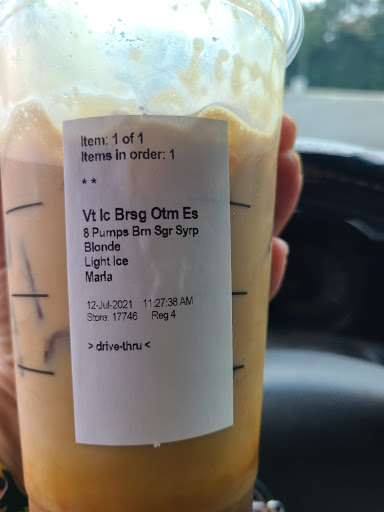 Item: 1 of 1
Items in order: 1
* *
Vt Ic Brsg Otm Es
8 Pumps Brn Sgr Syrp
Blonde
Light Ice
Marla
12-Jul-2021 11:27:38 AM
Store: 17746 Reg 4
> drive-thru <